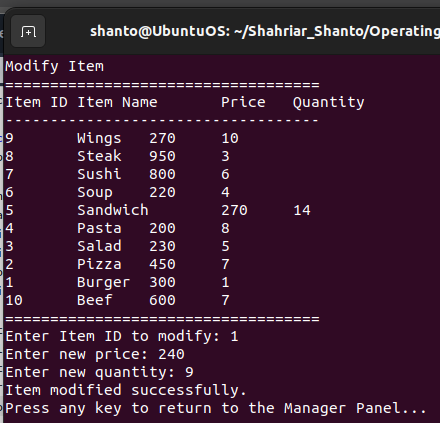 shanto@UbuntuOS: ~/Shahriar_Shanto/Operating
Modify Item
===================================
Item ID Item Name Price Quantity
-----------------------------------
9 Wings 270 10
8 Steak 950 3
7 Sushi 800 6
6 Soup 220 4
5 Sandwich 270 14
4 Pasta 200 8
3 Salad 230 5
2 Pizza 450 7
1 Burger 300 1
10 Beef 600 7
===================================
Enter Item ID to modify: 1
Enter new price: 240
Enter new quantity: 9
Item modified successfully.
Press any key to return to the Manager Panel...